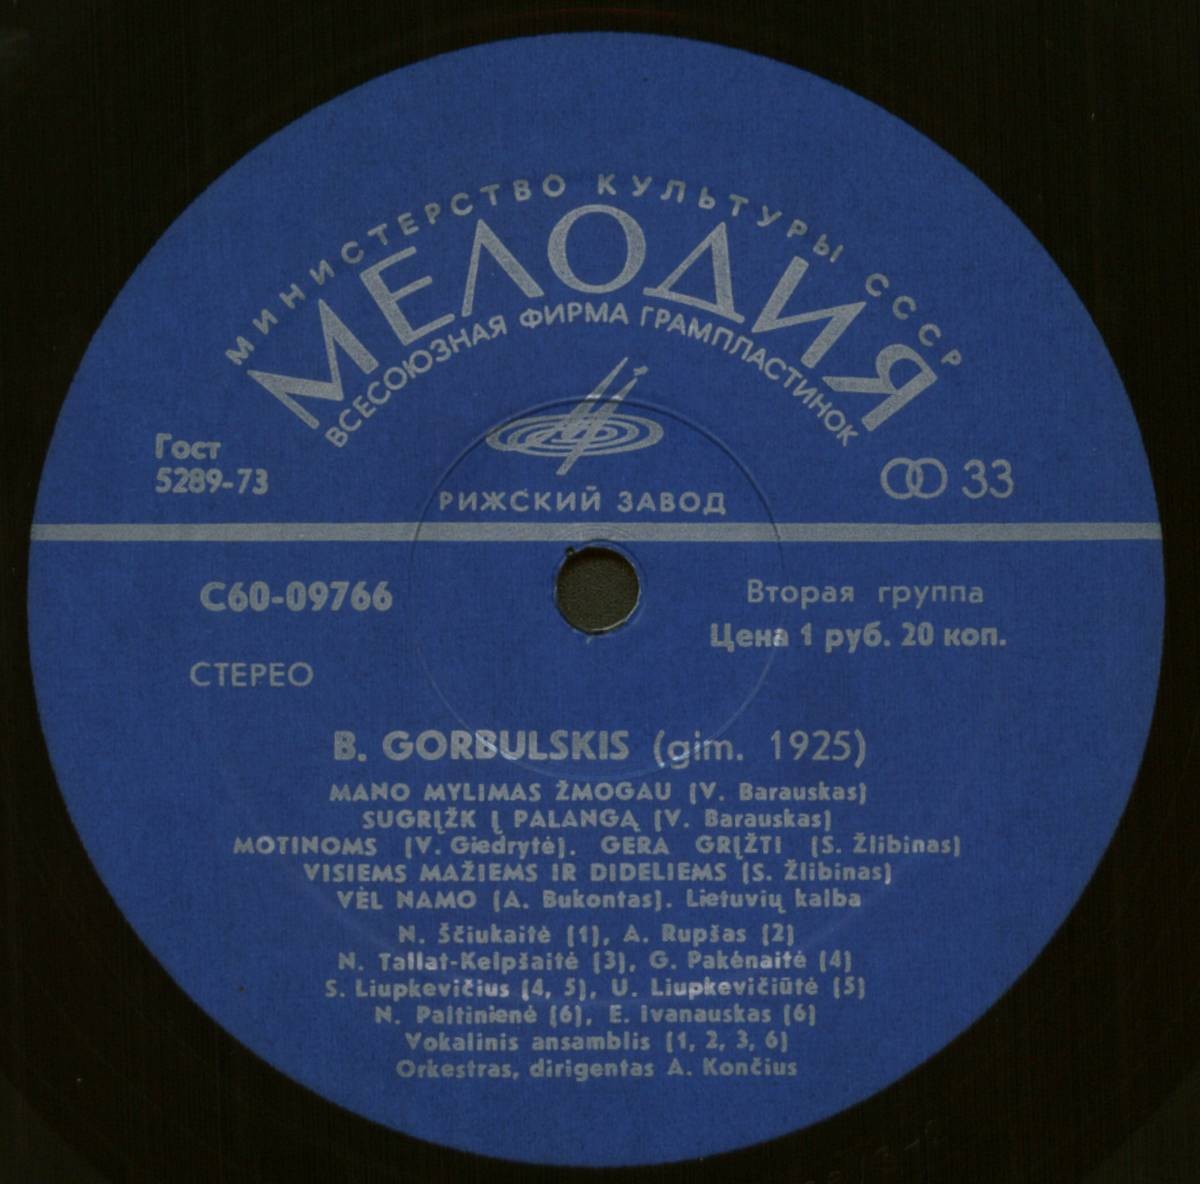 МИНИСТЕРСТВО КУЛЬТУРЫ СССР
МЕЛОДИЯ
ВСЕСОЮЗНАЯ ФИРМА ГРАМПЛАСТИНОК
Гост
5289-73
33
РИЖСКИЙ ЗАВОД
С60-09766
Вторая группа
Цена 1 руб. 20 коп.
СТЕРЕО
B. GORBULSKIS (gim. 1925)
MANO MYLIMAS ŽMOGAU (V. Barauskas)
SUGRĮŽK Į PALANGĄ (V. Barauskas)
MOTINOMS (V. Giedrytė). GERA GRĮŽTI (S. Žlibinas)
VISIEMS MAŽIEMS IR DIDELIEMS (S. Žlibinas)
VĖL NAMO (A. Bukontas). Lietuvių kalba
N. Ščiukaitė (1), A. Rupšas (2)
N. Tallat-Kelpšaitė (3), G. Pakėnaitė (4)
S. Liupkevičius (4, 5), U. Liupkevičiūtė (5)
N. Paltinienė (6), E. Ivanauskas (6)
Vokalinis ansamblis (1, 2, 3, 6)
Orkestras, dirigentas A. Končius